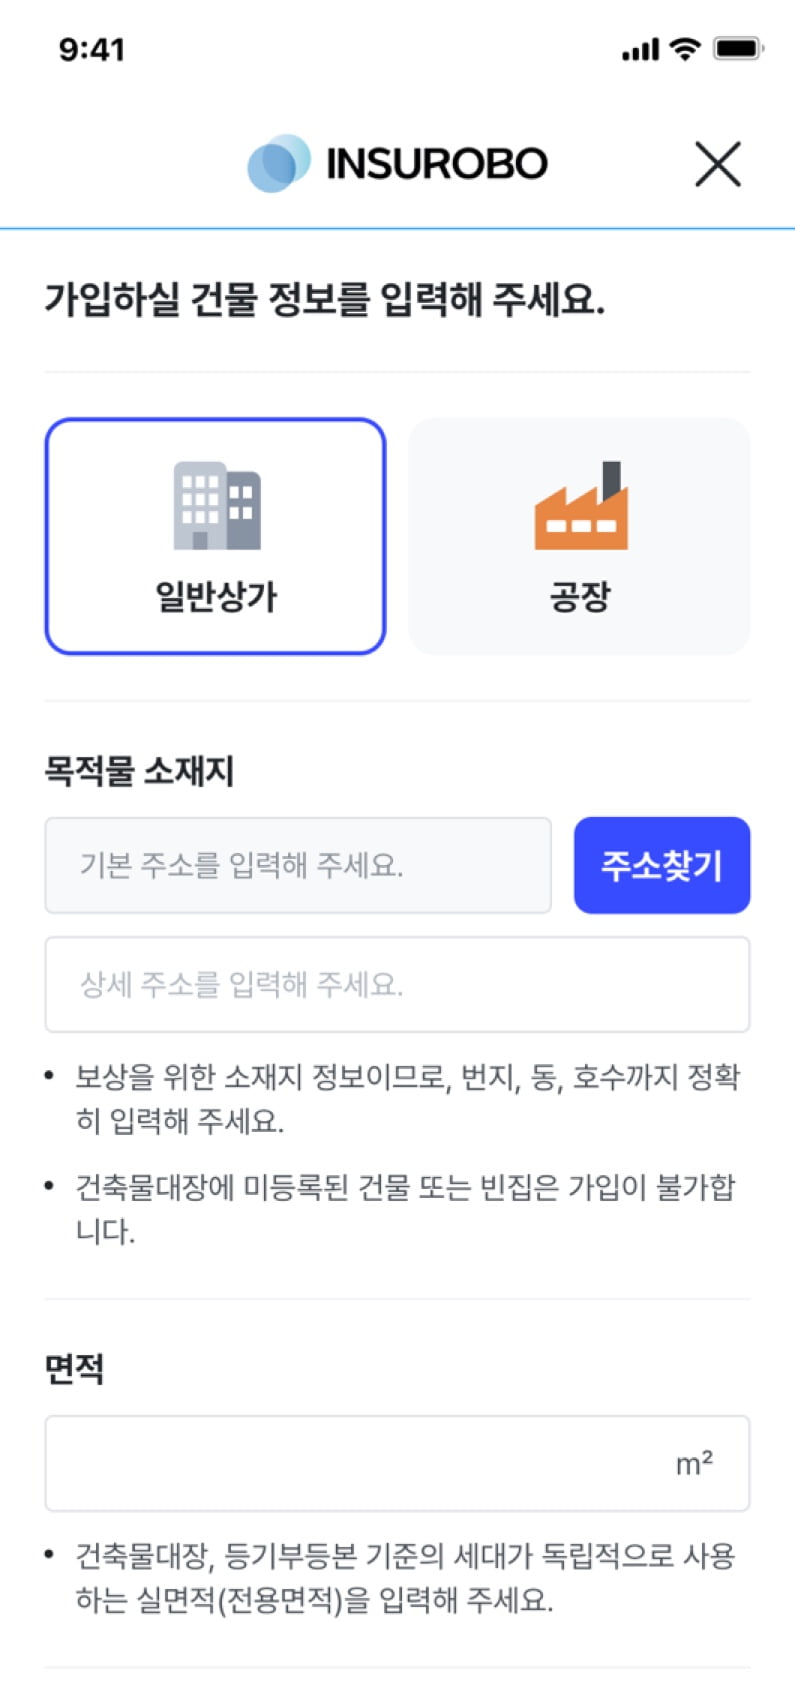 9:41
INSUROBO
가입하실 건물 정보를 입력해 주세요.
일반상가
공장
목적물 소재지
기본 주소를 입력해 주세요.
주소찾기
상세 주소를 입력해 주세요.
• 보상을 위한 소재지 정보이므로, 번지, 동, 호수까지 정확
히 입력해 주세요.
• 건축물대장에 미등록된 건물 또는 빈집은 가입이 불가합
니다.
면적
m²
• 건축물대장, 등기부등본 기준의 세대가 독립적으로 사용
하는 실면적(전용면적)을 입력해 주세요.